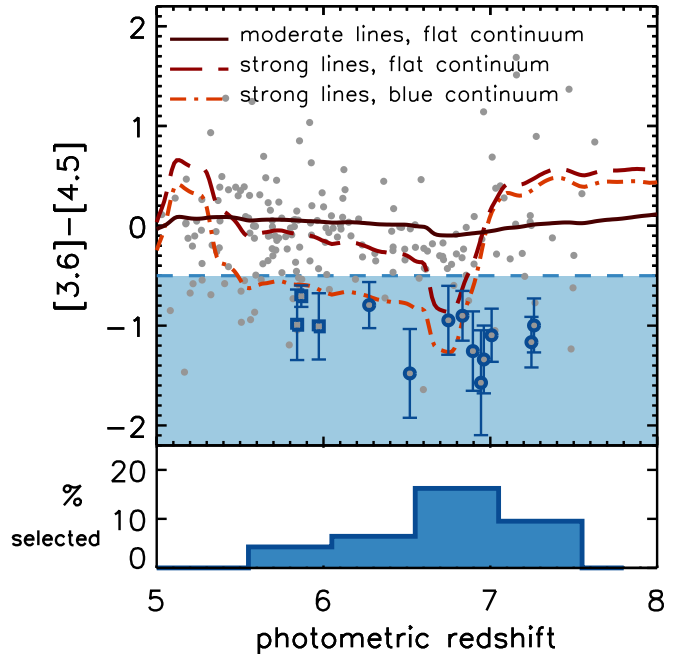 moderate lines, flat continuum
strong lines, flat continuum
strong lines, blue continuum
[3.6]-[4.5]
2
1
0
-1
-2
%
selected
20
10
0
5
6
7
8
photometric redshift